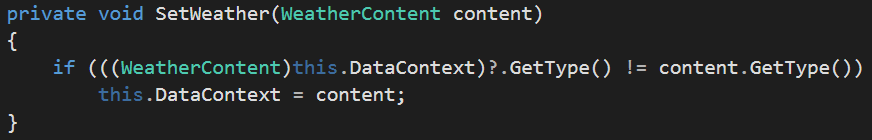 private void SetWeather(WeatherContent content)
{
    if (((WeatherContent)this.DataContext)?.GetType() != content.GetType())
        this.DataContext = content;
}